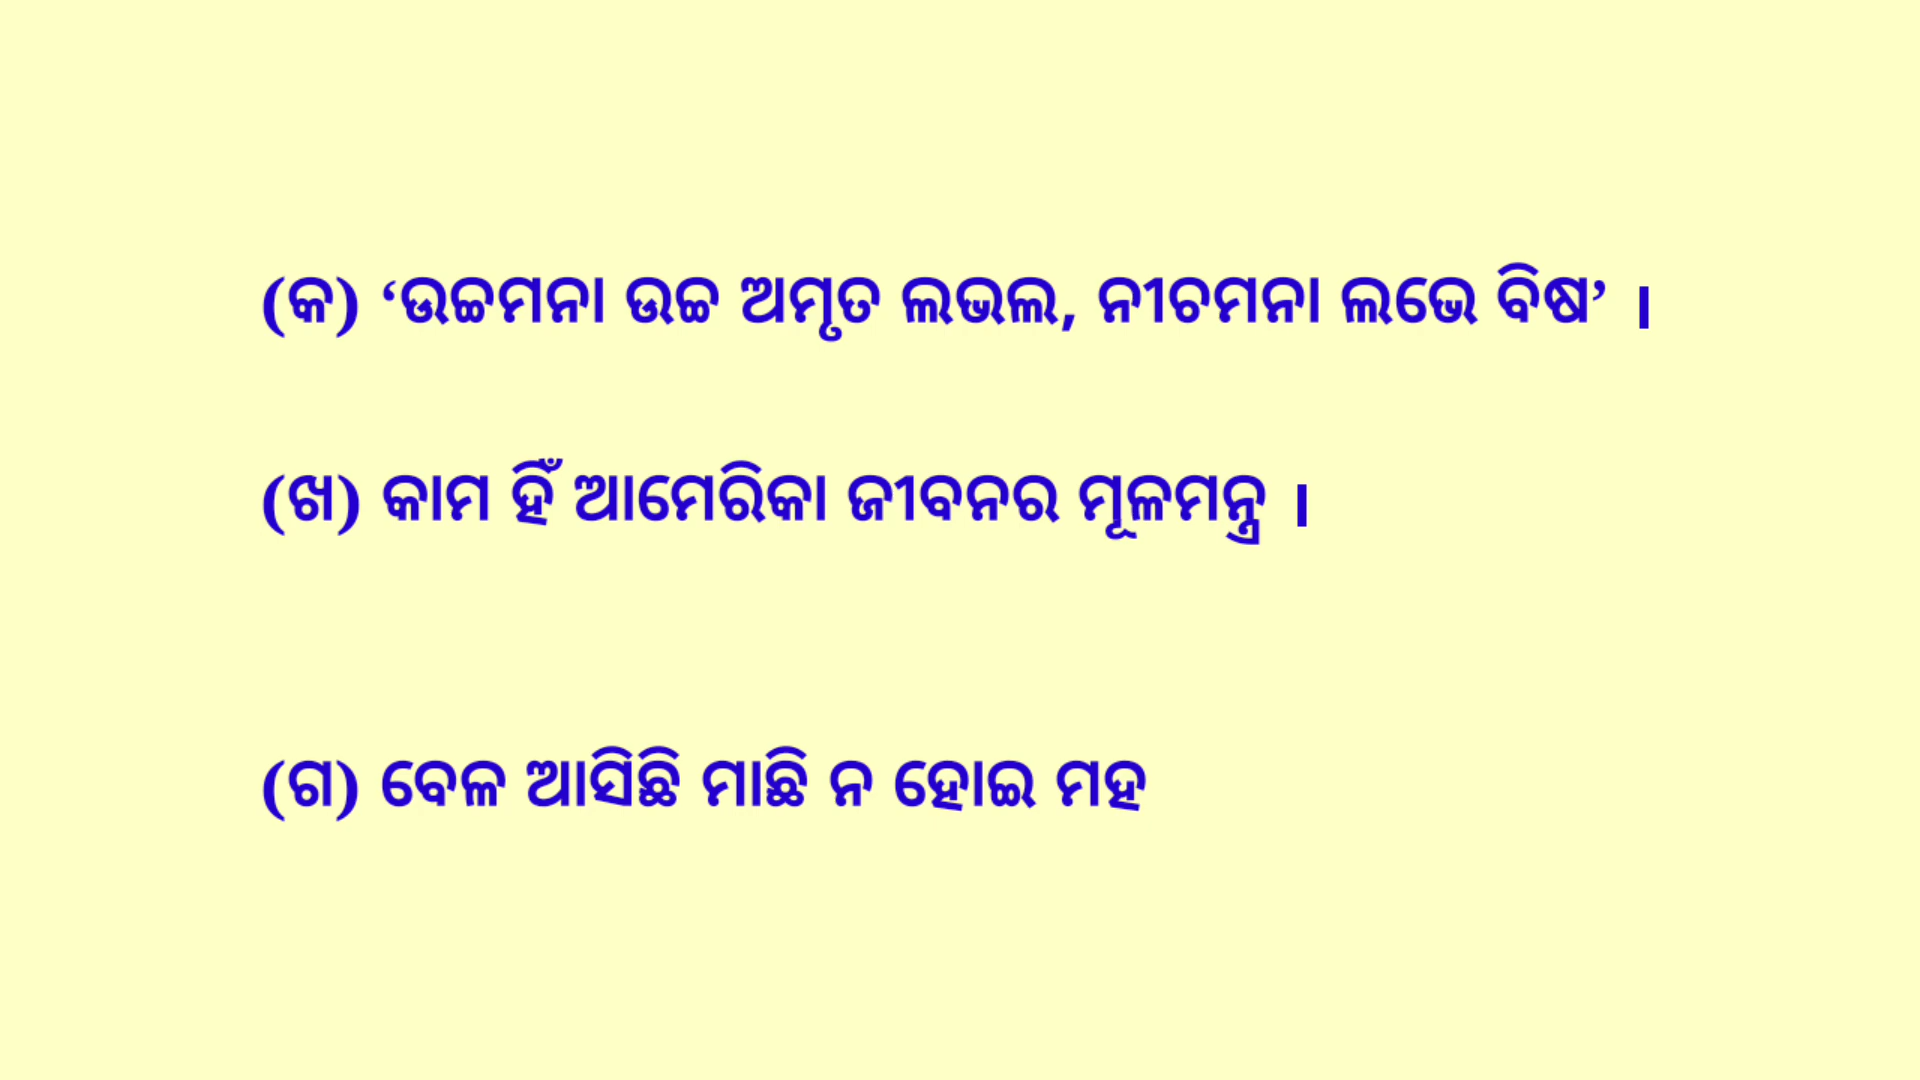 (କ) ‘ଉଚ୍ଚମନା ଉଚ୍ଚ ଅମୃତ ଲଭଲ, ନୀଚମନା ଲଭେ ବିଷ’ ।
(ଖ) କାମ ହିଁ ଆମେରିକା ଜୀବନର ମୂଳମନ୍ତ୍ର ।
(ଗ) ବେଳ ଆସିଛି ମାଛି ନ ହୋଇ ମହ